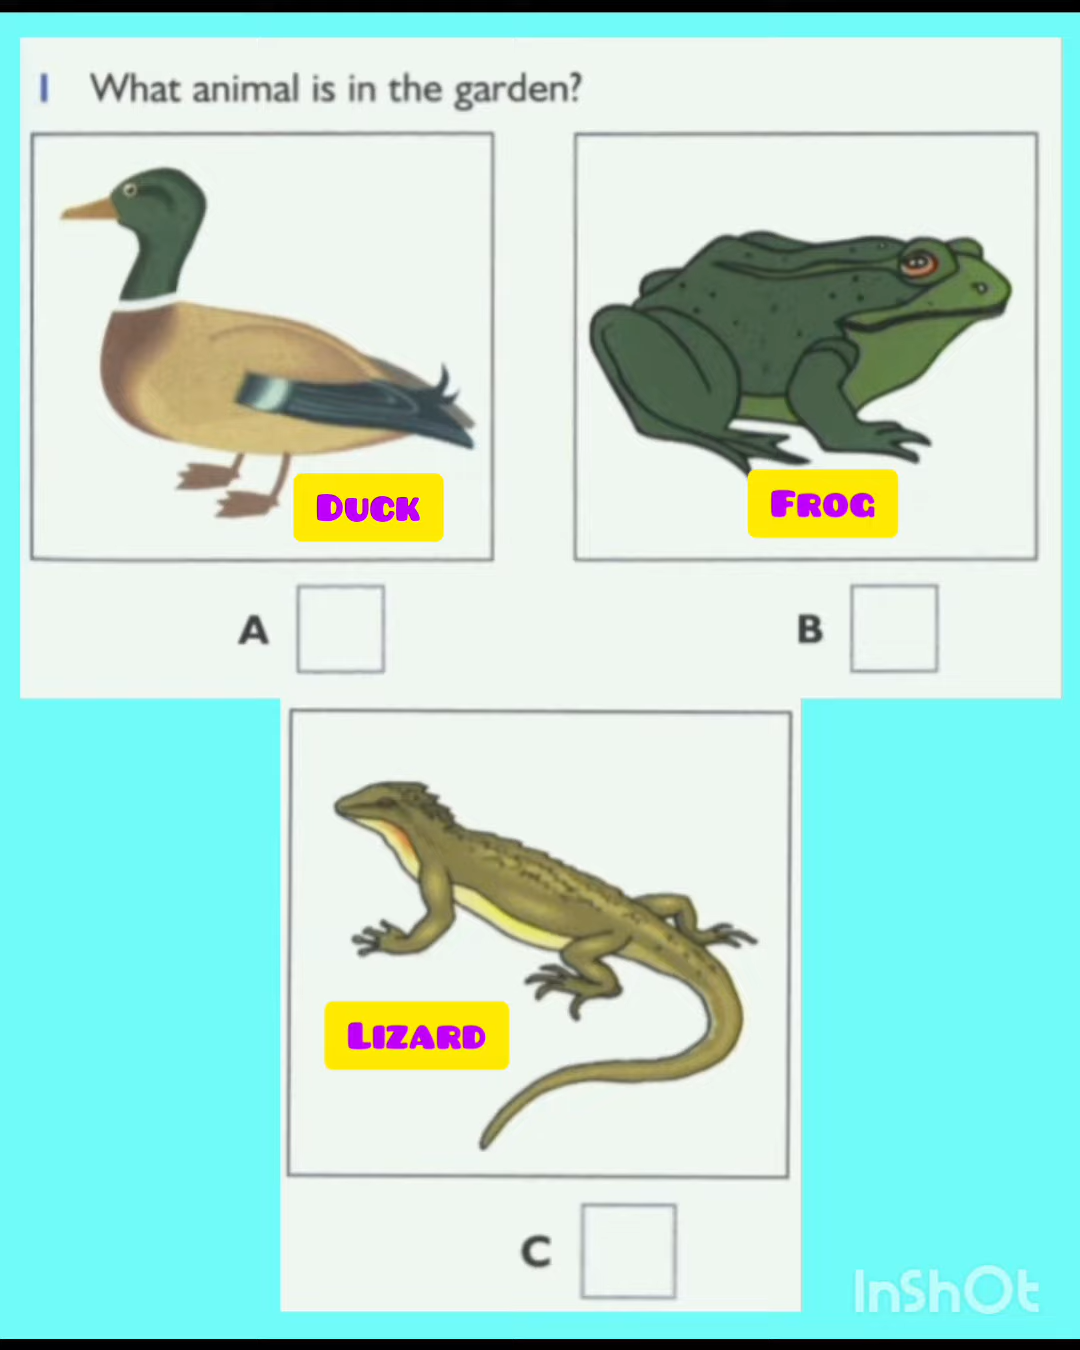 1 What animal is in the garden?
DUCK
FROG
A
B
LIZARD
C
InShOt